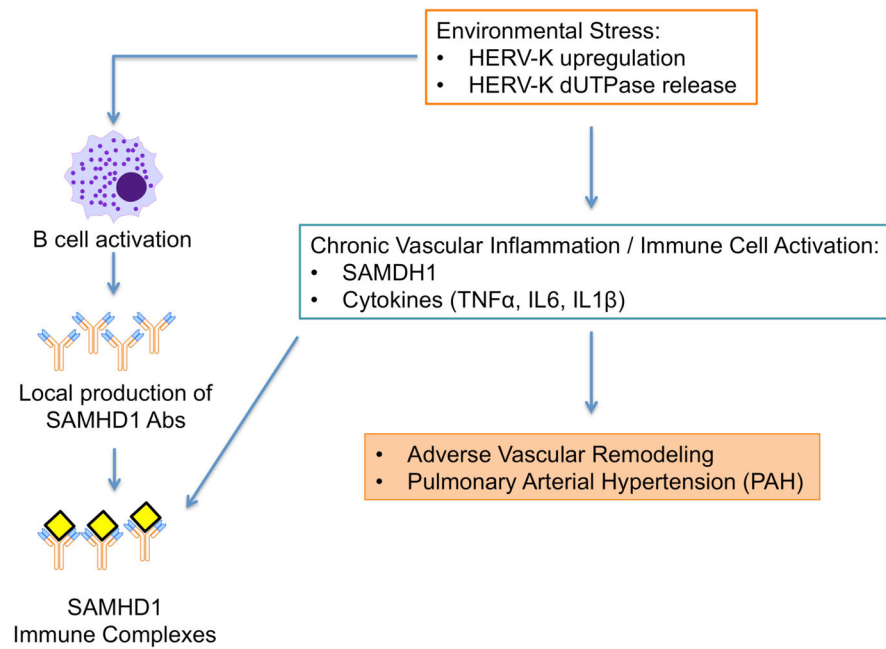 Environmental Stress:
• HERV-K upregulation
• HERV-K dUTPase release
B cell activation
Chronic Vascular Inflammation / Immune Cell Activation:
• SAMDH1
• Cytokines (TNFα, IL6, IL1β)
Local production of
SAMHD1 Abs
• Adverse Vascular Remodeling
• Pulmonary Arterial Hypertension (PAH)
SAMHD1
Immune Complexes